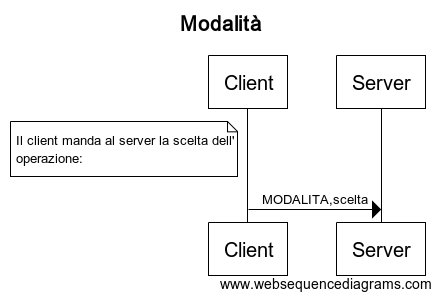 Modalità
Client
Server
Il client manda al server la scelta dell'
operazione:
MODALITA,scelta
Client
Server
www.websequencediagrams.com